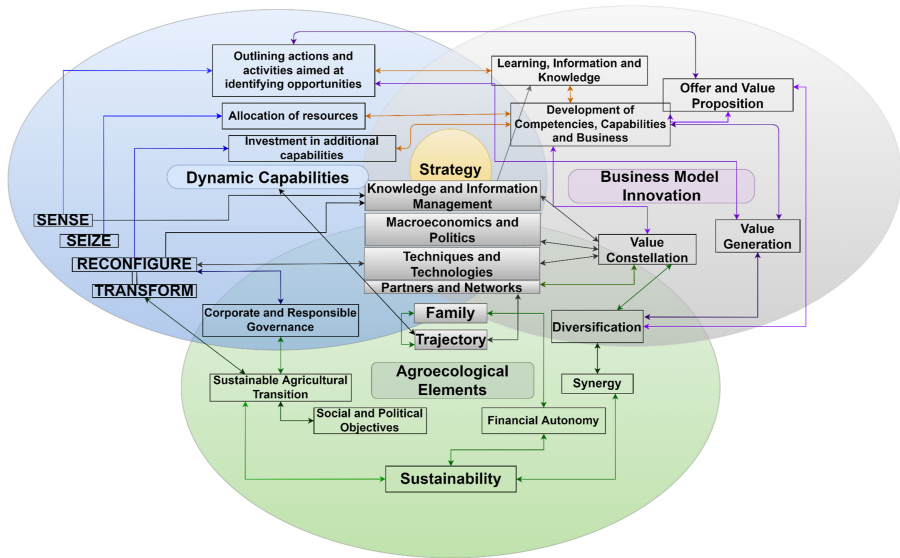 Outlining actions and
activities aimed at
identifying opportunities
Learning, Information and
Knowledge
Offer and Value
Proposition
Allocation of resources
Development of
Competencies, Capabilities
and Business
Investment in additional
capabilities
Strategy
Dynamic Capabilities
Business Model
Innovation
Knowledge and Information
Management
SENSE
SEIZE
RECONFIGURE
TRANSFORM
Macroeconomics and
Politics
Techniques and
Technologies
Partners and Networks
Value
Constellation
Value
Generation
Corporate and Responsible
Governance
Family
Trajectory
Diversification
Agroecological
Elements
Sustainable Agricultural
Transition
Synergy
Social and Political
Objectives
Financial Autonomy
Sustainability